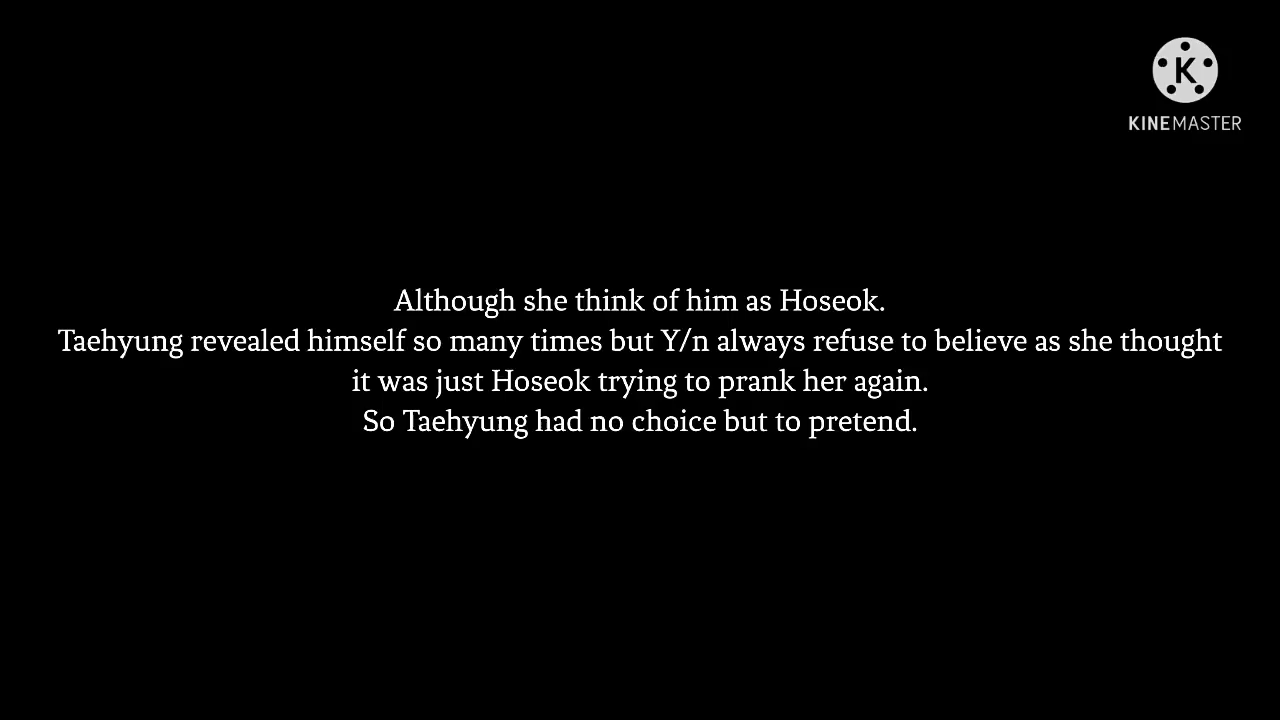 K
KINEMASTER
Although she think of him as Hoseok.
Taehyung revealed himself so many times but Y/n always refuse to believe as she thought
it was just Hoseok trying to prank her again.
So Taehyung had no choice but to pretend.